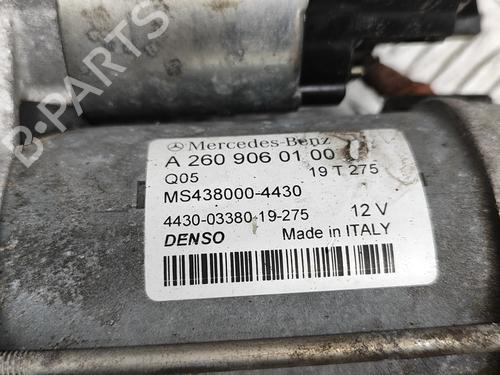 B-PARTS
Mercedes-Benz
A 260 906 01 00
Q05 19 T 275
MS438000-4430
4430-03380-19-275 12 V
DENSO Made in ITALY